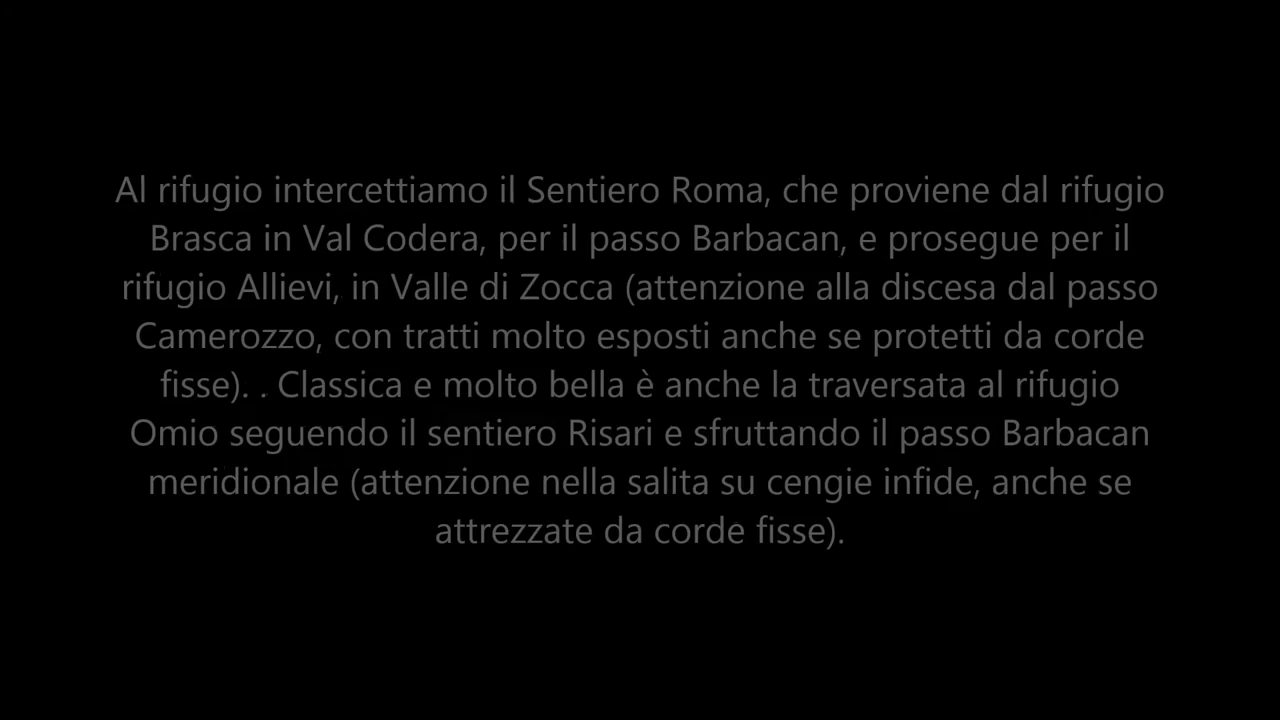 Al rifugio intercettiamo il Sentiero Roma, che proviene dal rifugio
Brasca in Val Codera, per il passo Barbacan, e prosegue per il
rifugio Allievi, in Valle di Zocca (attenzione alla discesa dal passo
Camerozzo, con tratti molto esposti anche se protetti da corde
fisse). . Classica e molto bella è anche la traversata al rifugio
Omio seguendo il sentiero Risari e sfruttando il passo Barbacan
meridionale (attenzione nella salita su cengie infide, anche se
attrezzate da corde fisse).